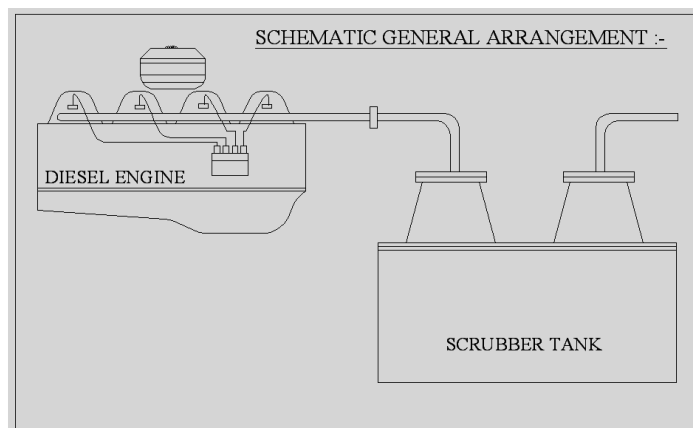 SCHEMATIC GENERAL ARRANGEMENT :-
DIESEL ENGINE
SCRUBBER TANK